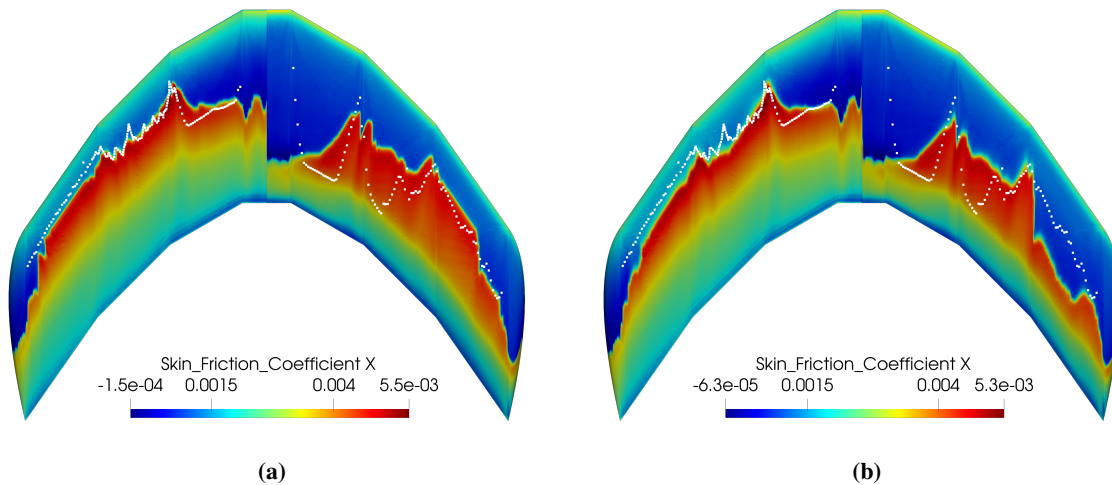 Skin_Friction_Coefficient X
-1.5e-04 0.0015 0.004 5.5e-03
(a)
Skin_Friction_Coefficient X
-6.3e-05 0.0015 0.004 5.3e-03
(b)